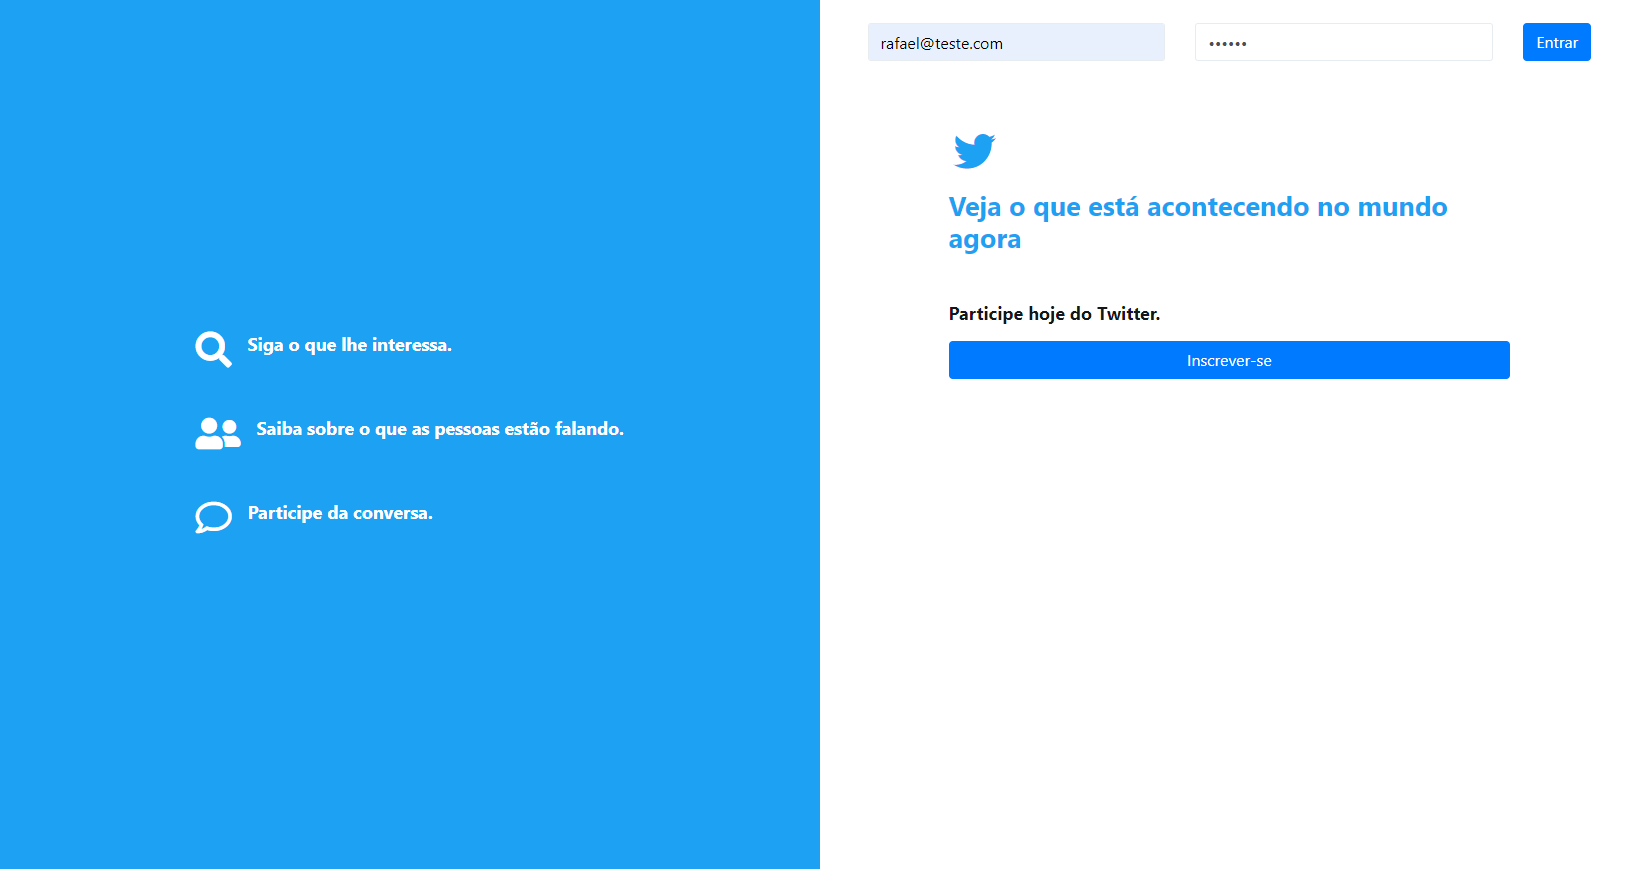 Siga o que lhe interessa.
Saiba sobre o que as pessoas estão falando.
Participe da conversa.
rafael@teste.com
••••••
Entrar
Veja o que está acontecendo no mundo
agora
Participe hoje do Twitter.
Inscrever-se